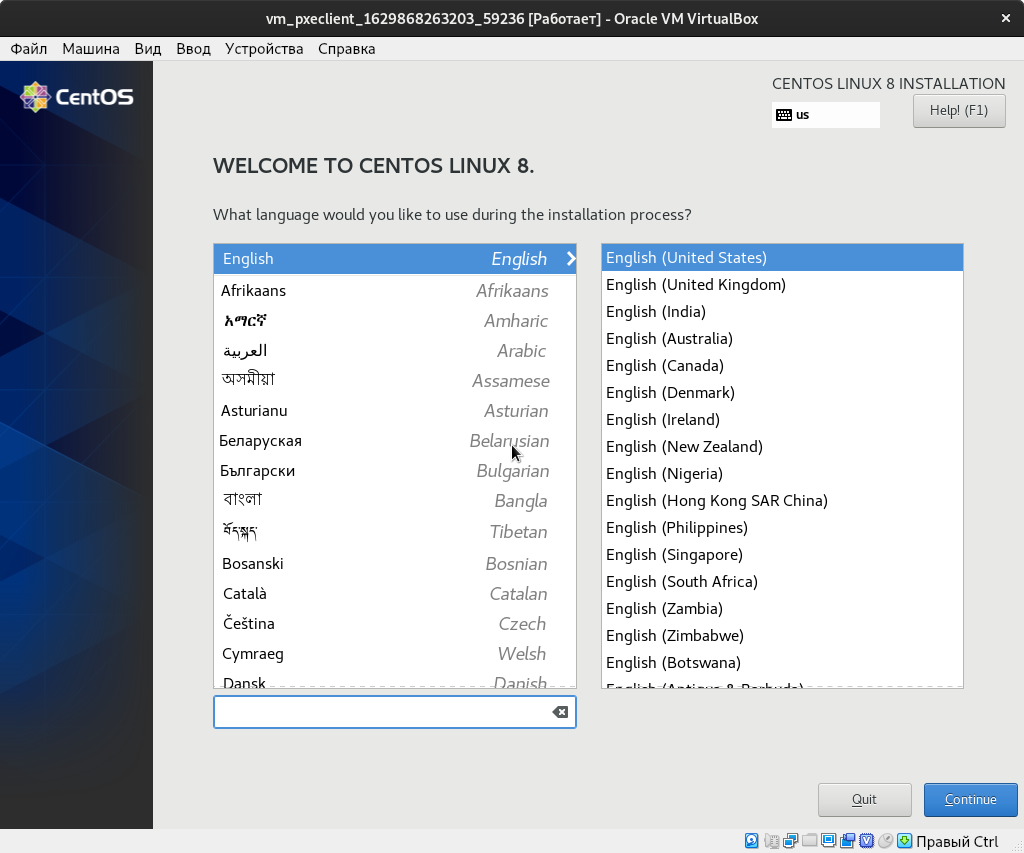 vm_pxeclient_1629868263203_59236 [Работает] - Oracle VM VirtualBox
Файл Машина Вид Ввод Устройства Справка
CentOS
CENTOS LINUX 8 INSTALLATION
us
Help! (F1)
WELCOME TO CENTOS LINUX 8.
What language would you like to use during the installation process?
English English
Afrikaans Afrikaans
አማርኛ Amharic
العربية Arabic
অসমীয়া Assamese
Asturianu Asturian
Беларуская Belarusian
Български Bulgarian
বাংলা Bangla
བོད་སྐད་ Tibetan
Bosanski Bosnian
Català Catalan
Čeština Czech
Cymraeg Welsh
Dansk Danish
English (United States)
English (United Kingdom)
English (India)
English (Australia)
English (Canada)
English (Denmark)
English (Ireland)
English (New Zealand)
English (Nigeria)
English (Hong Kong SAR China)
English (Philippines)
English (Singapore)
English (South Africa)
English (Zambia)
English (Zimbabwe)
English (Botswana)
English (Antigua & Barbuda)
Quit
Continue
Правый Ctrl